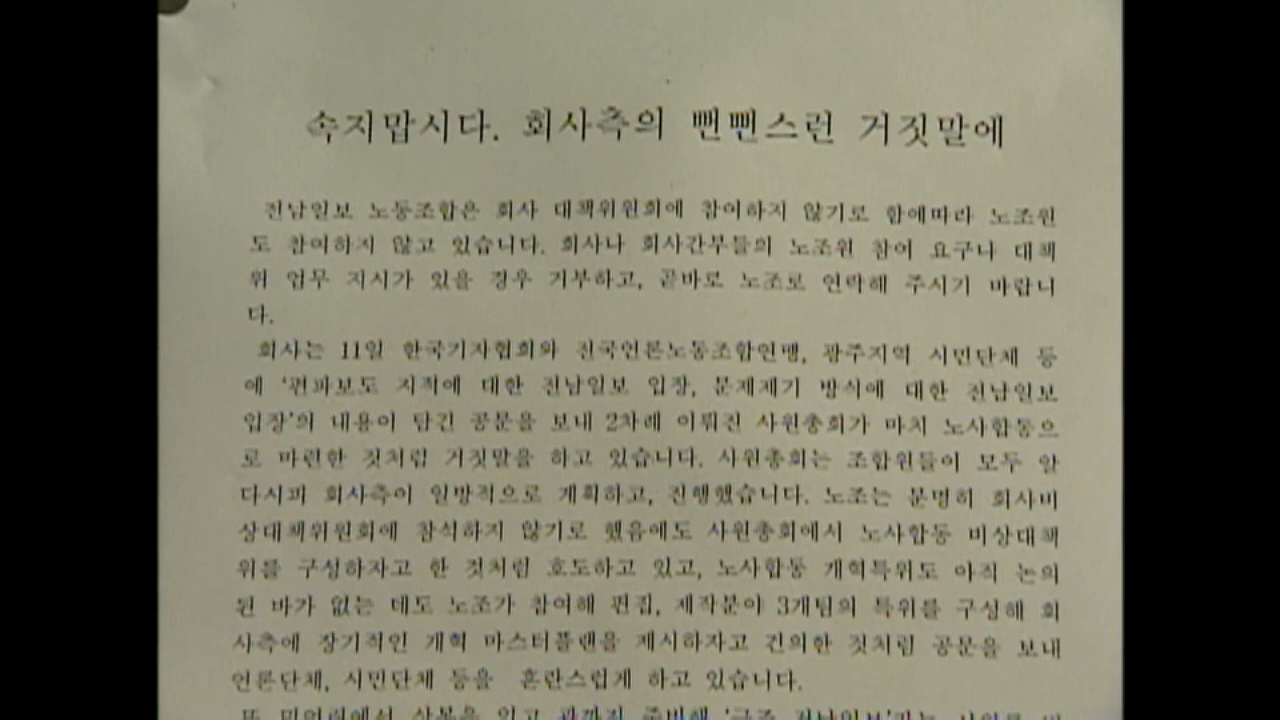 속지맙시다. 회사측의 뻔뻔스런 거짓말에
전남일보 노동조합은 회사 대책위원회에 참여하지 않기로 함에따라 노조원
도 참여하지 않고 있습니다. 회사나 회사간부들의 노조원 참여 요구나 대책
위 업무 지시가 있을 경우 거부하고, 곧바로 노조로 연락해 주시기 바랍니
다.
회사는 11일 한국기자협회와 전국언론노동조합연맹, 광주지역 시민단체 등
에 '편파보도 지적에 대한 전남일보 입장, 문제제기 방식에 대한 전남일보
입장'의 내용이 담긴 공문을 보내 2차례 이뤄진 사원총회가 마치 노사합동으
로 마련한 것처럼 거짓말을 하고 있습니다. 사원총회는 조합원들이 모두 알
다시피 회사측이 일방적으로 계획하고, 진행했습니다. 노조는 분명히 회사비
상대책위원회에 참석하지 않기로 했음에도 사원총회에서 노사합동 비상대책
위를 구성하자고 한 것처럼 호도하고 있고, 노사합동 개혁특위도 아직 논의
된 바가 없는 데도 노조가 참여해 편집, 제작분야 3개팀의 특위를 구성해 회
사측에 장기적인 개혁 마스터플랜을 제시하자고 건의한 것처럼 공문을 보내
언론단체, 시민단체 등을 혼란스럽게 하고 있습니다.